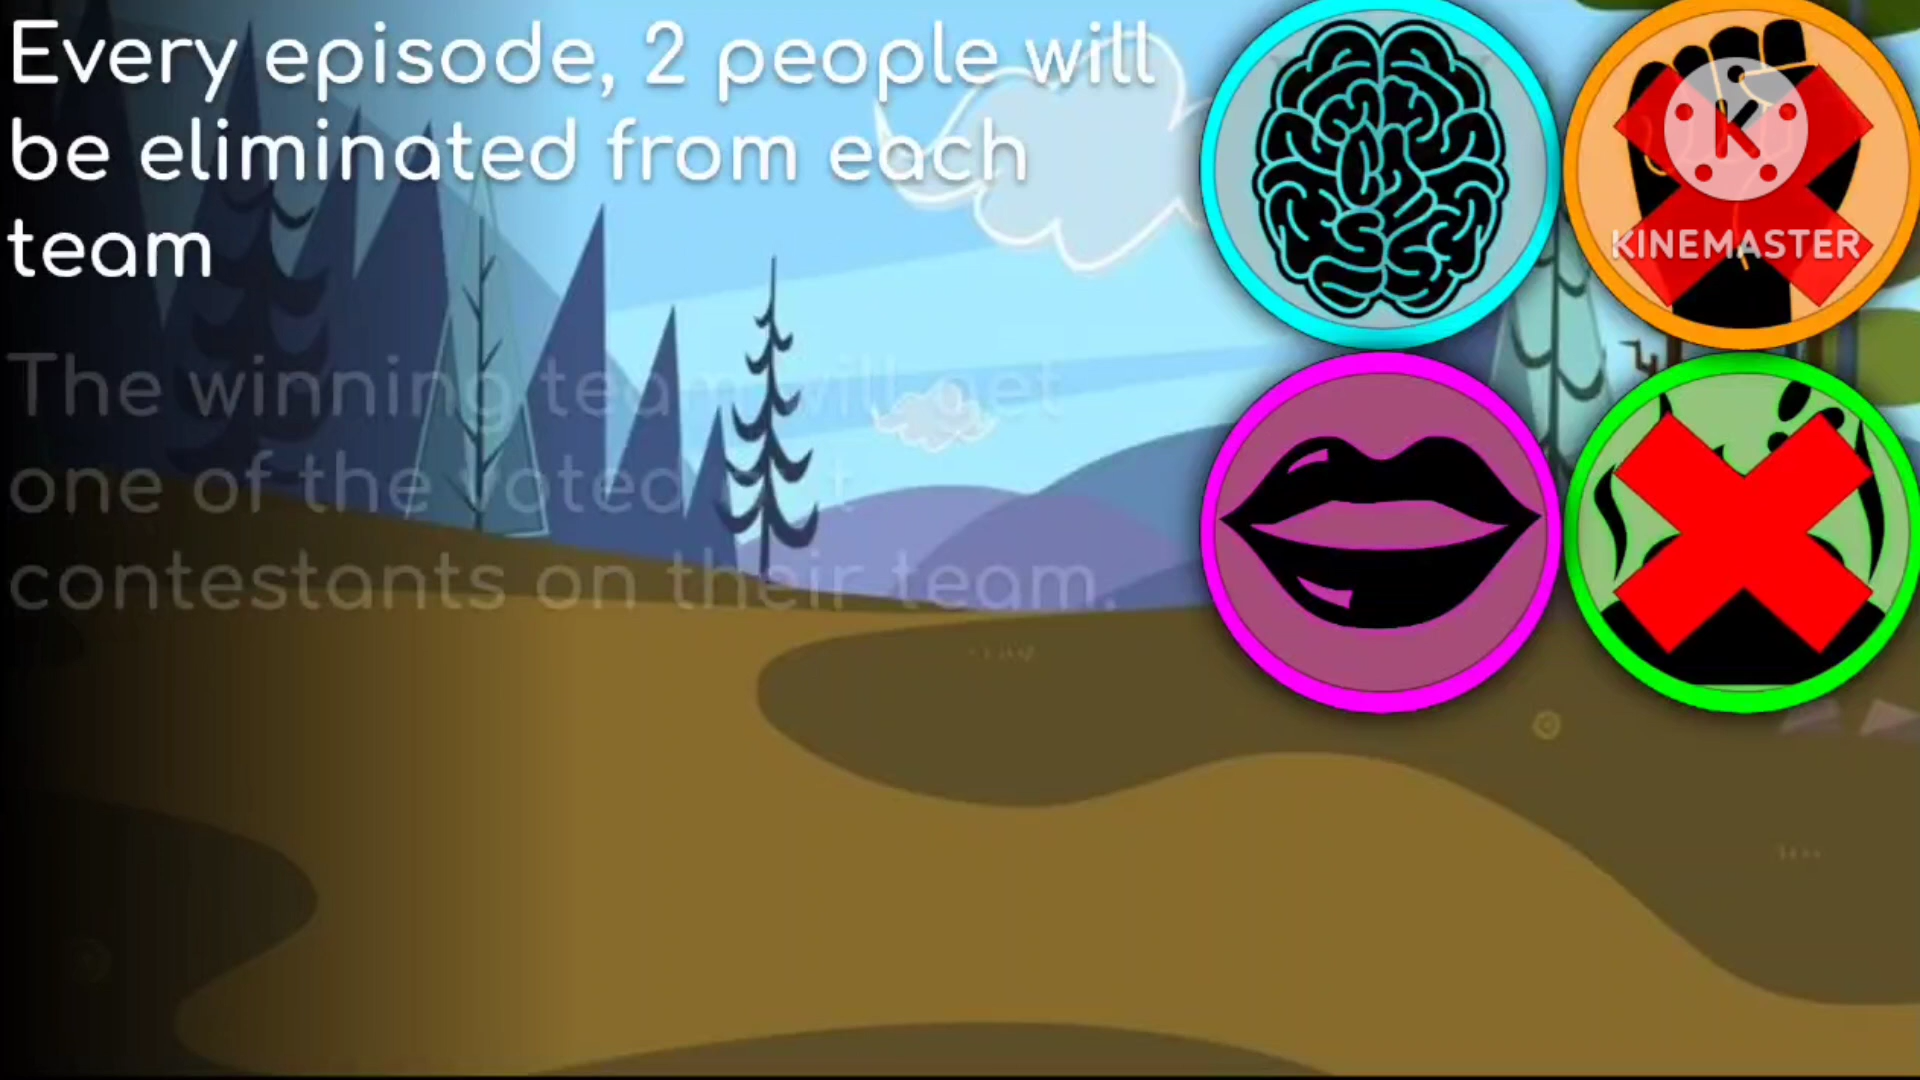 Every episode, 2 people will
be eliminated from each
team
The winning team will get
one of the voted out
contestants on their team.
KINEMASTER